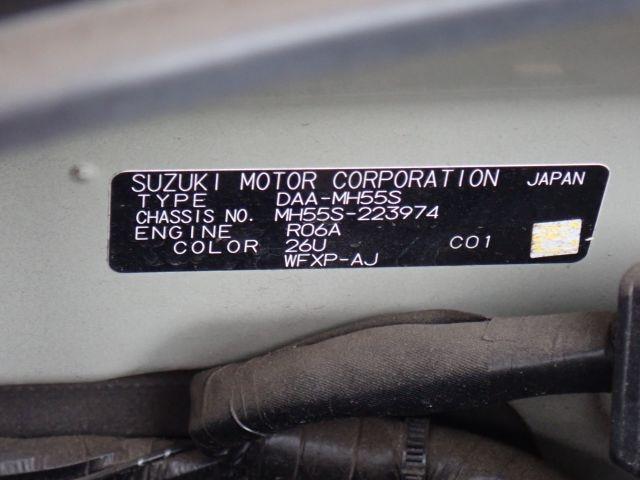 SUZUKI MOTOR CORPORATION JAPAN
TYPE DAA-MH55S
CHASSIS NO. MH55S-223974
ENGINE R06A
COLOR 26U C01
WFXP-AJ